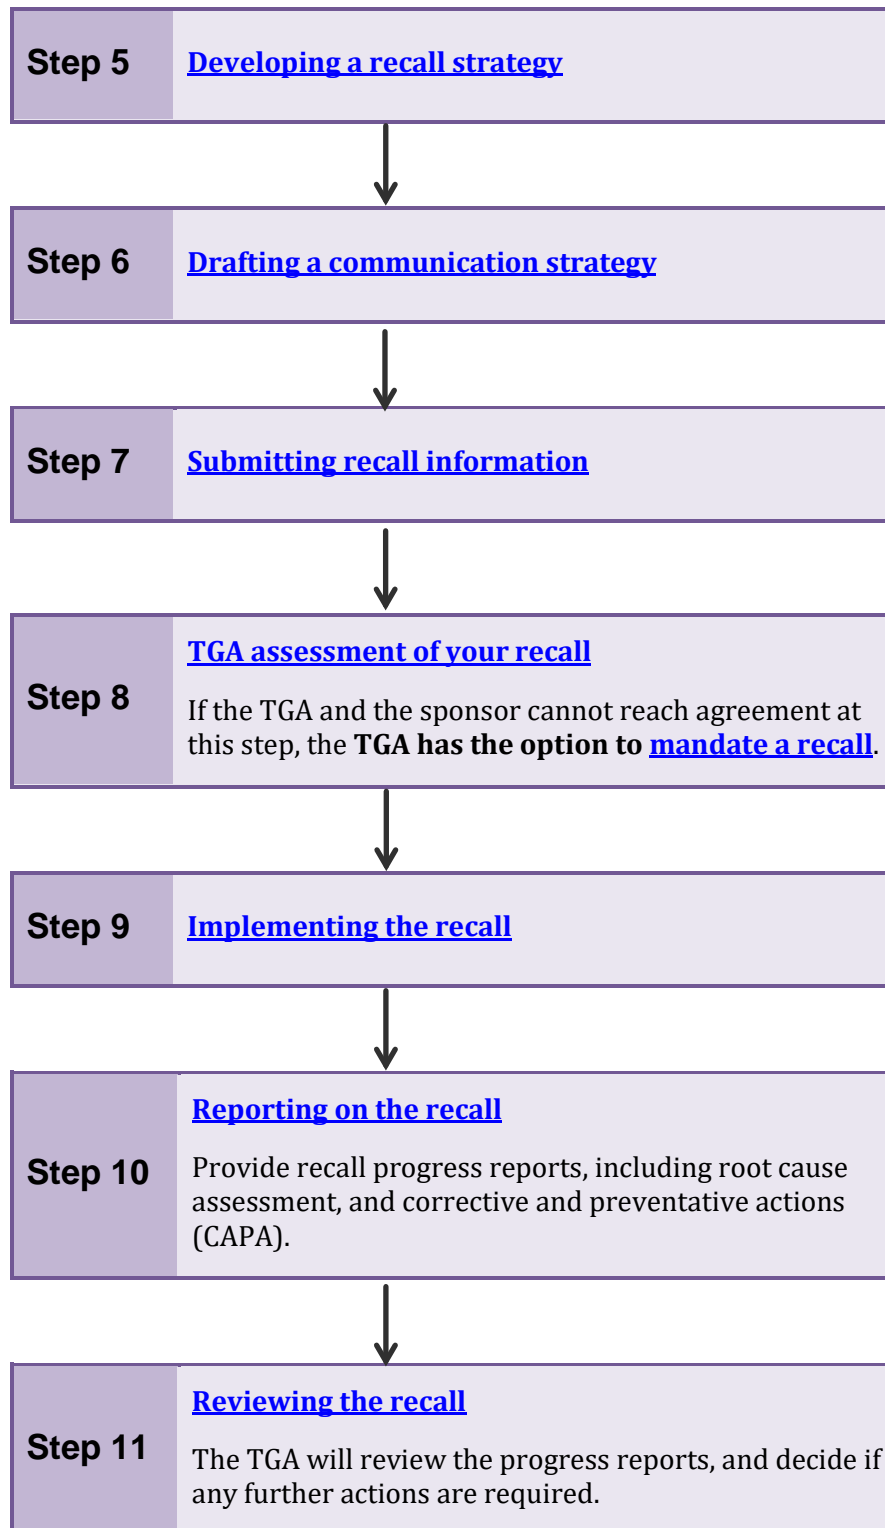 Step 5
Developing a recall strategy
Step 6
Drafting a communication strategy
Step 7
Submitting recall information
Step 8
TGA assessment of your recall
If the TGA and the sponsor cannot reach agreement at
this step, the TGA has the option to mandate a recall.
Step 9
Implementing the recall
Step 10
Reporting on the recall
Provide recall progress reports, including root cause
assessment, and corrective and preventative actions
(CAPA).
Step 11
Reviewing the recall
The TGA will review the progress reports, and decide if
any further actions are required.